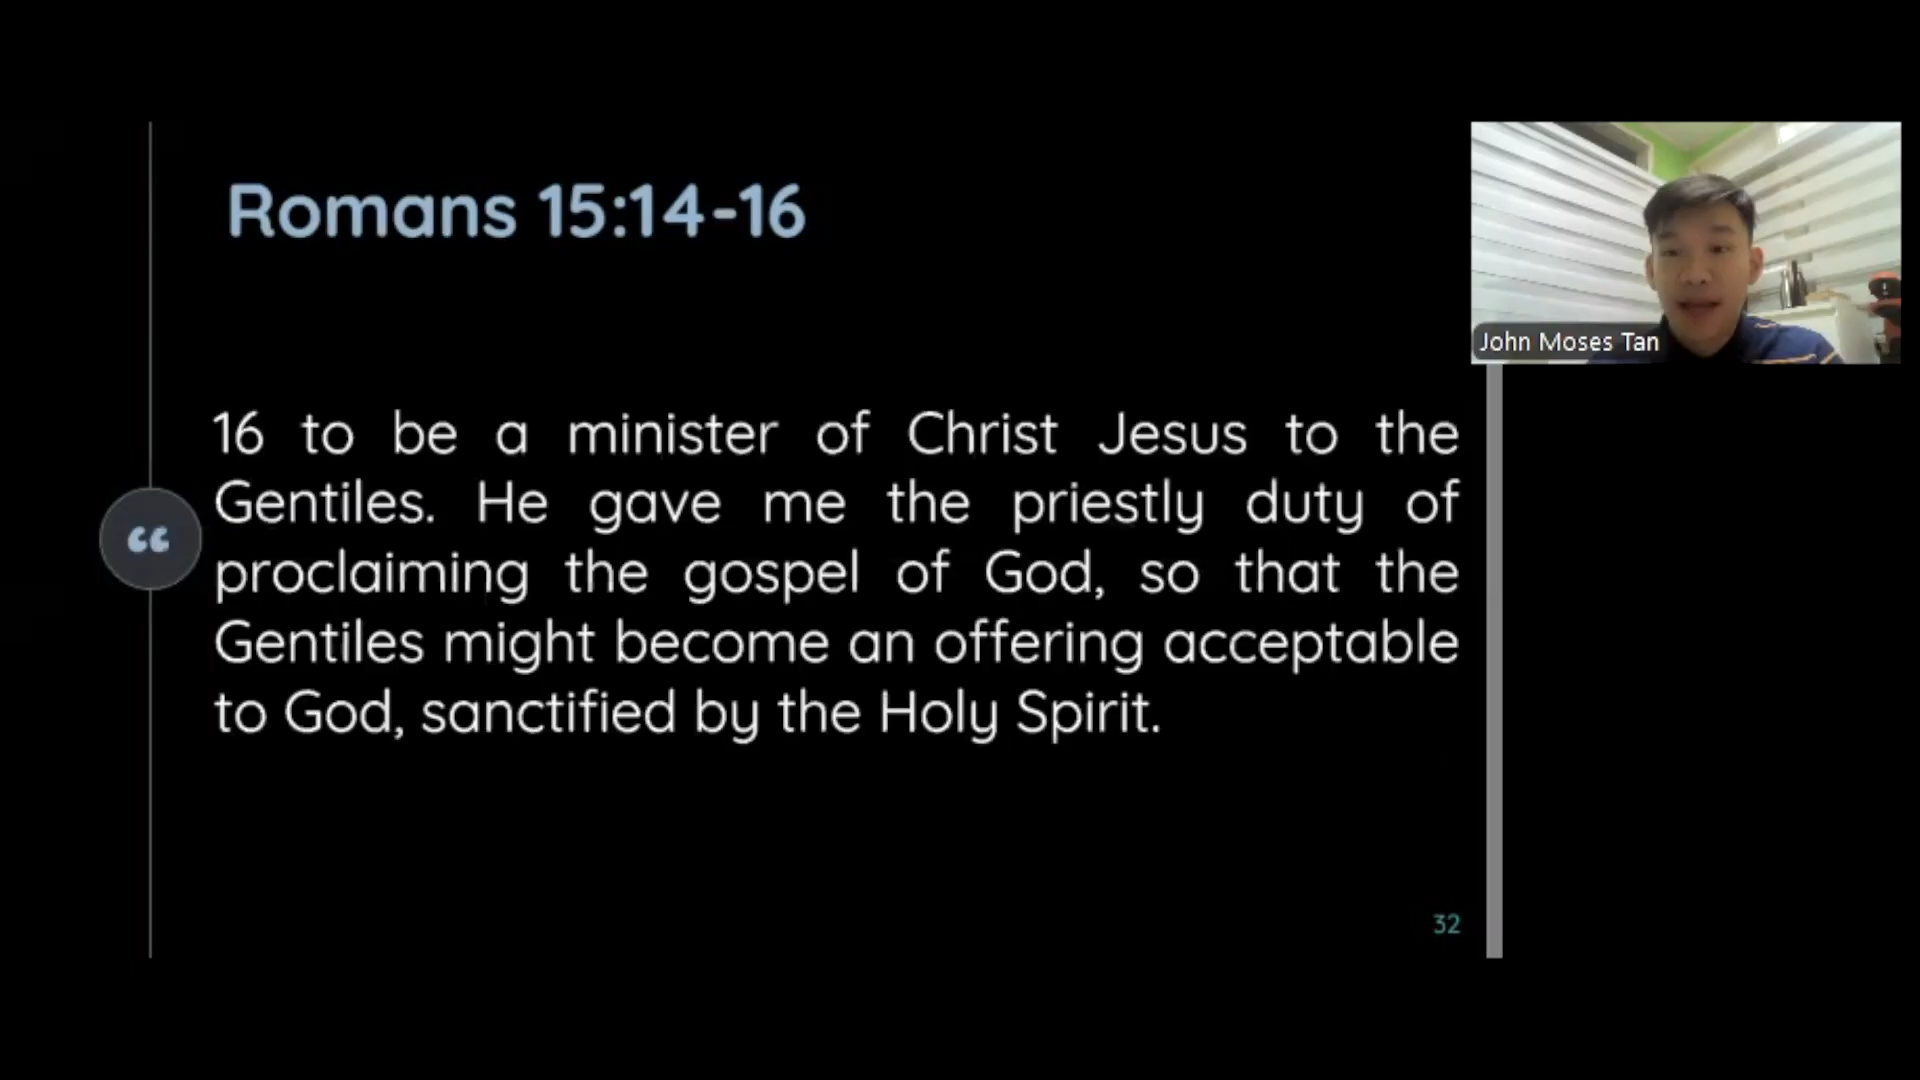 Romans 15:14-16
John Moses Tan
16 to be a minister of Christ Jesus to the
Gentiles. He gave me the priestly duty of
“
proclaiming the gospel of God, so that the
Gentiles might become an offering acceptable
to God, sanctified by the Holy Spirit.
32